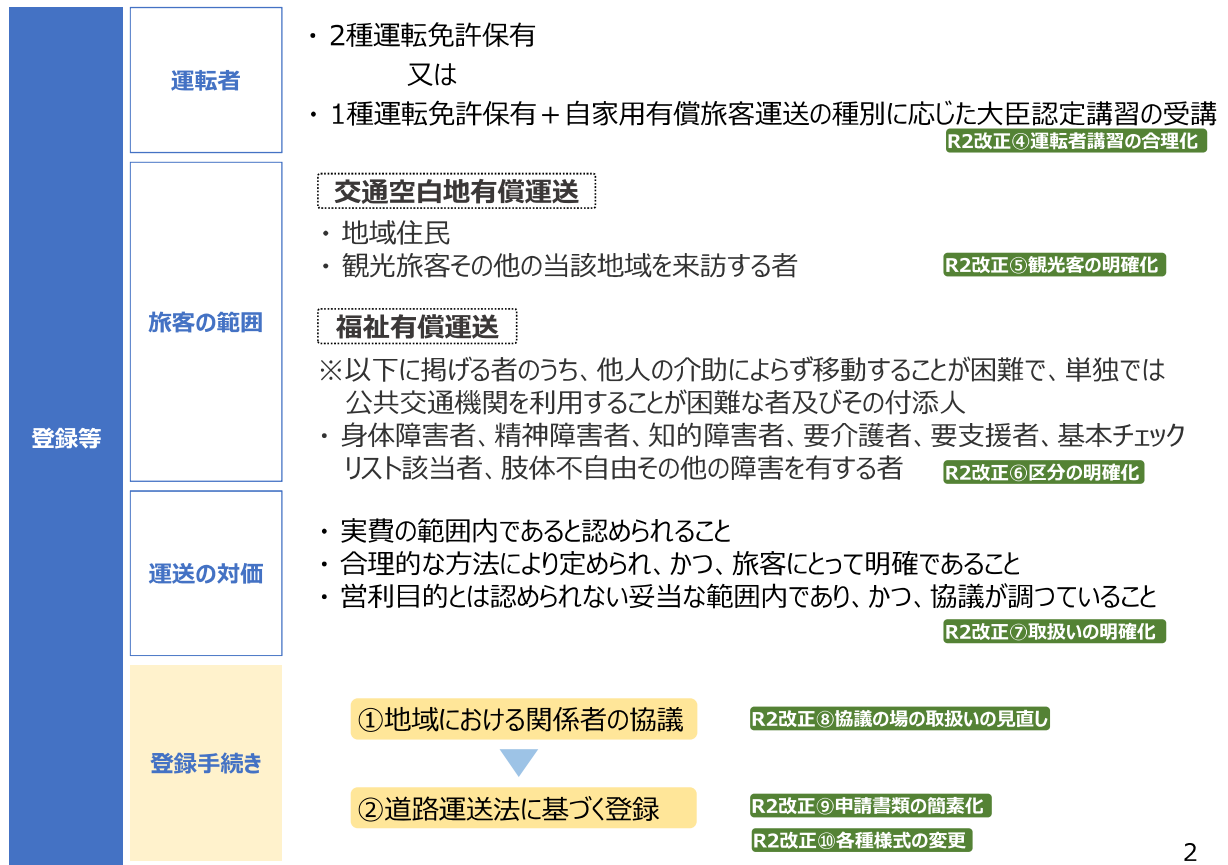 登録等
運転者
・ 2種運転免許保有
又は
・ 1種運転免許保有＋自家用有償旅客運送の種別に応じた大臣認定講習の受講
R2改正④運転者講習の合理化
旅客の範囲
交通空白地有償運送
・ 地域住民
・ 観光旅客その他の当該地域を来訪する者
R2改正⑤観光客の明確化
福祉有償運送
※以下に掲げる者のうち、他人の介助によらず移動することが困難で、単独では
公共交通機関を利用することが困難な者及びその付添人
・ 身体障害者、精神障害者、知的障害者、要介護者、要支援者、基本チェック
リスト該当者、肢体不自由その他の障害を有する者
R2改正⑥区分の明確化
運送の対価
・ 実費の範囲内であると認められること
・ 合理的な方法により定められ、かつ、旅客にとって明確であること
・ 営利目的とは認められない妥当な範囲内であり、かつ、協議が調つていること
R2改正⑦取扱いの明確化
登録手続き
①地域における関係者の協議
R2改正⑧協議の場の取扱いの見直し
②道路運送法に基づく登録
R2改正⑨申請書類の簡素化
R2改正⑩各種様式の変更
2